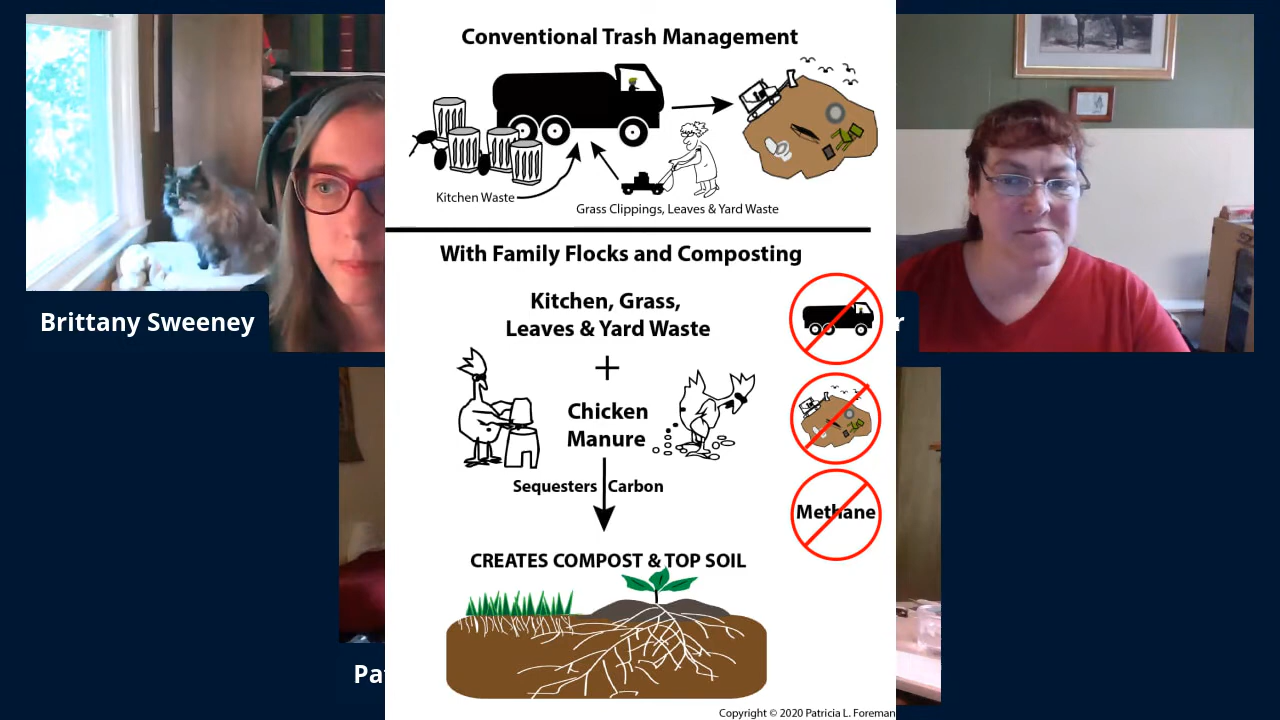 Conventional Trash Management
Kitchen Waste
Grass Clippings, Leaves & Yard Waste
With Family Flocks and Composting
Kitchen, Grass,
Leaves & Yard Waste
+
Chicken
Manure
Sequesters Carbon
Methane
CREATES COMPOST & TOP SOIL
Copyright © 2020 Patricia L. Foreman
Brittany Sweeney